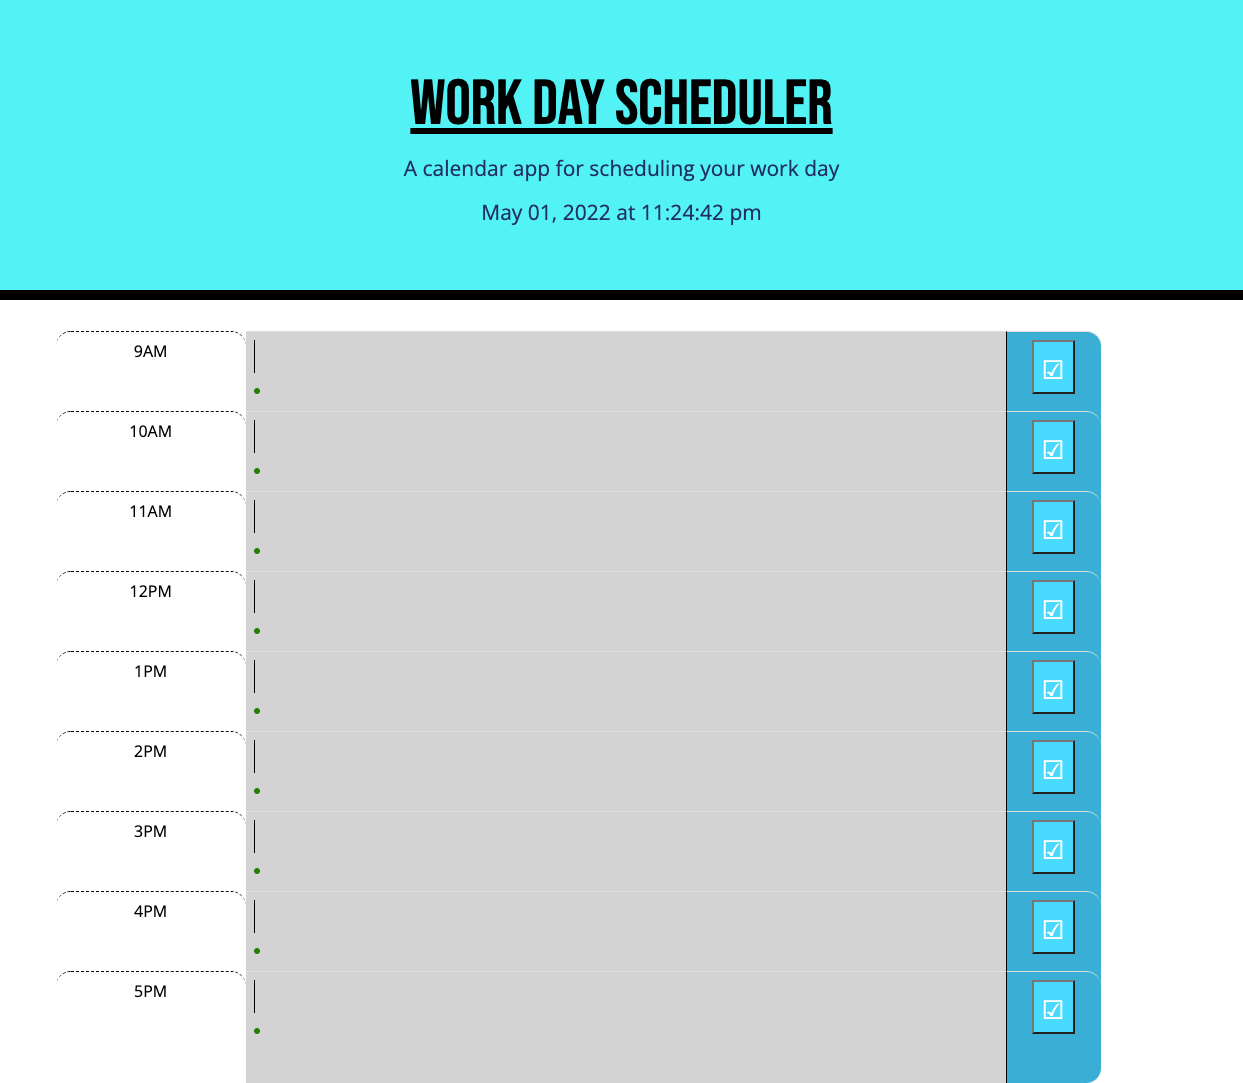 WORK DAY SCHEDULER
A calendar app for scheduling your work day
May 01, 2022 at 11:24:42 pm
9AM
10AM
11AM
12PM
1PM
2PM
3PM
4PM
5PM